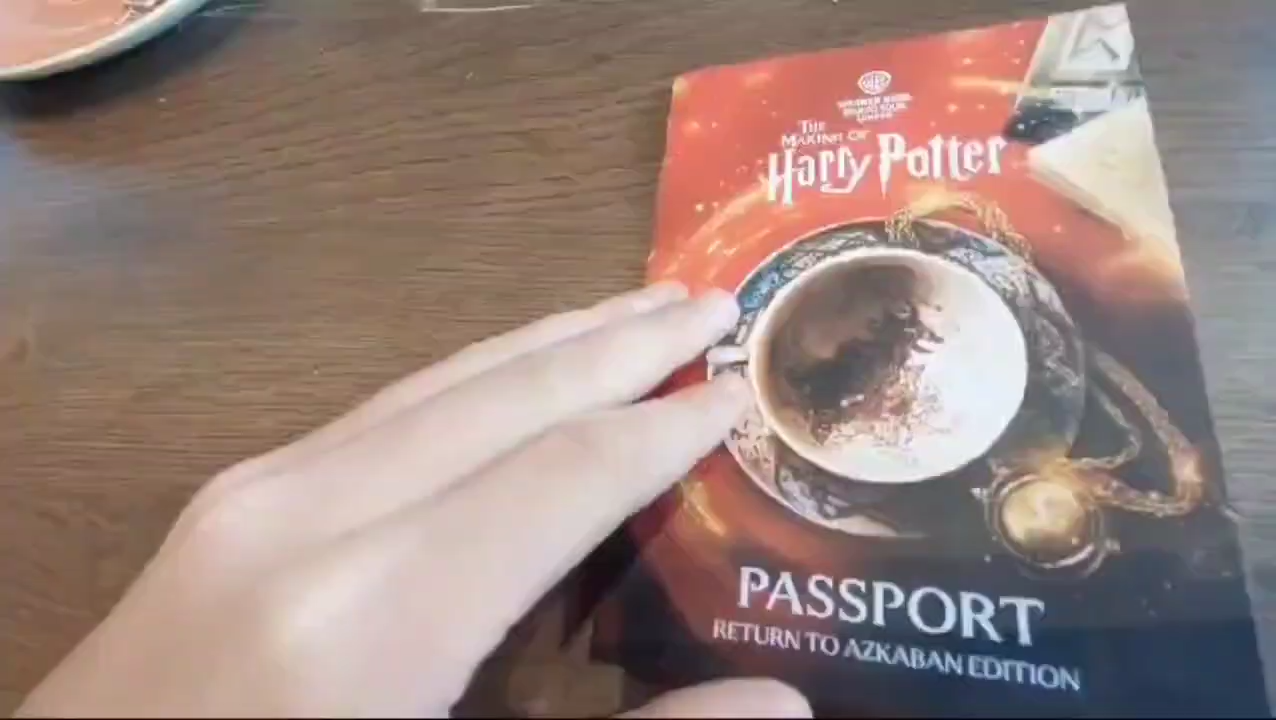 THE
MAKING OF
Harry Potter
PASSPORT
RETURN TO AZKABAN EDITION